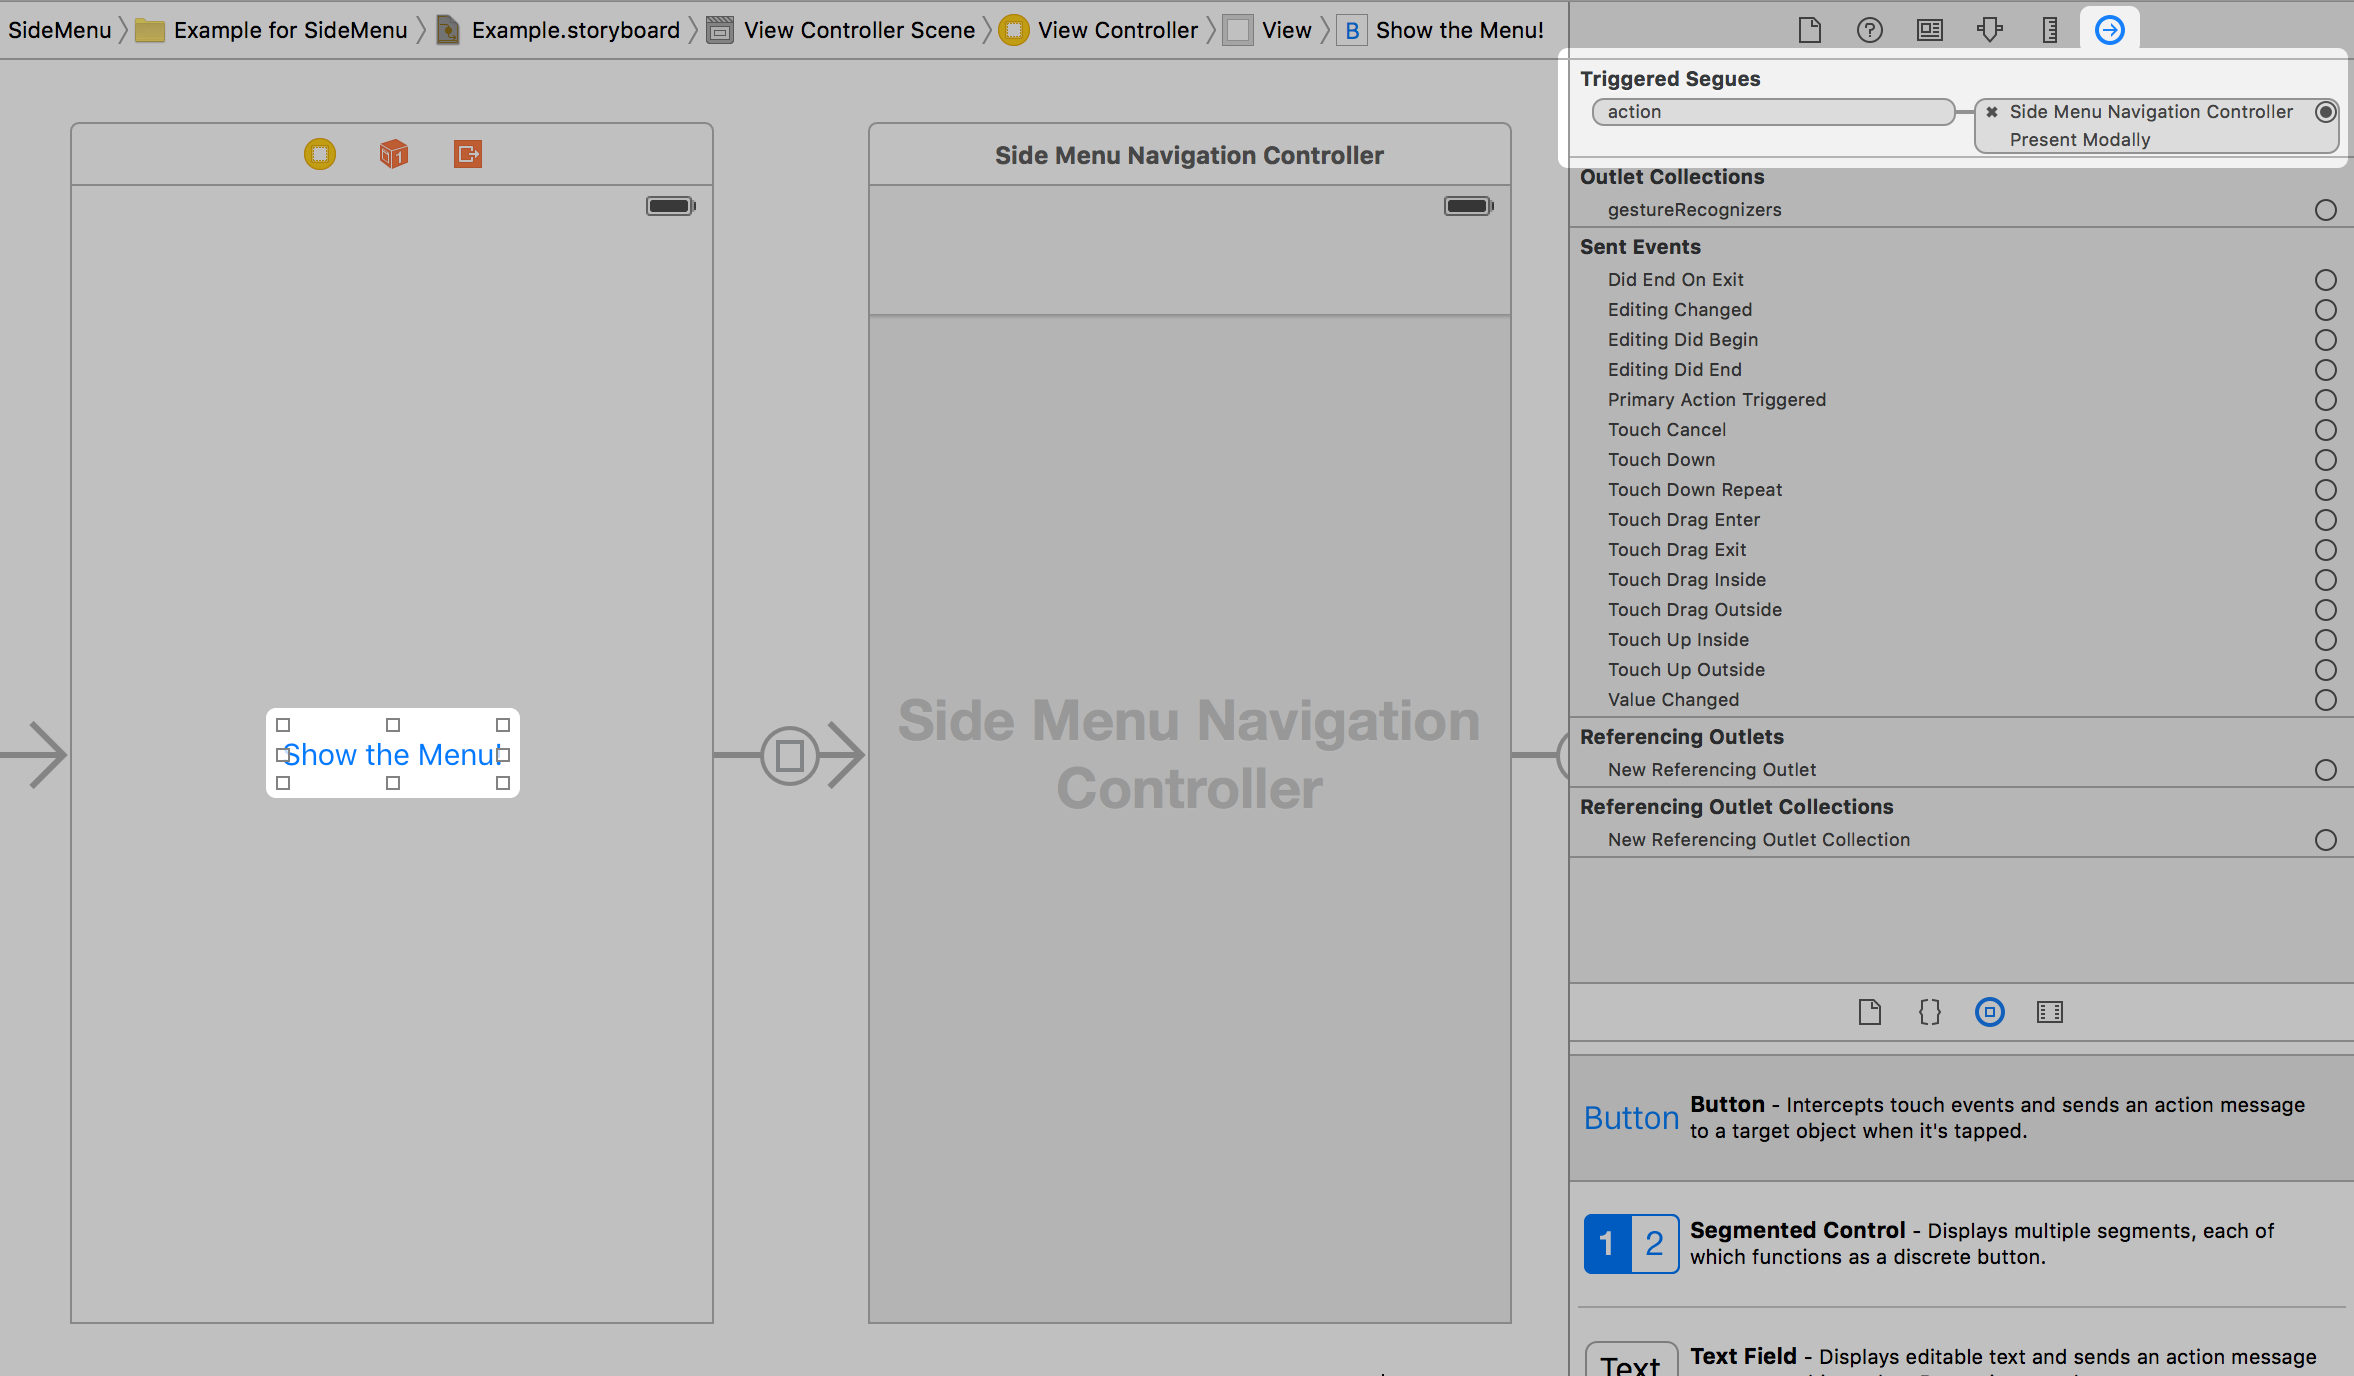 SideMenu Example for SideMenu Example.storyboard View Controller Scene View Controller View B Show the Menu!
Side Menu Navigation Controller
Show the Menu!
Side Menu Navigation
Controller
Triggered Segues
action
Side Menu Navigation Controller
Present Modally
Outlet Collections
gestureRecognizers
Sent Events
Did End On Exit
Editing Changed
Editing Did Begin
Editing Did End
Primary Action Triggered
Touch Cancel
Touch Down
Touch Down Repeat
Touch Drag Enter
Touch Drag Exit
Touch Drag Inside
Touch Drag Outside
Touch Up Inside
Touch Up Outside
Value Changed
Referencing Outlets
New Referencing Outlet
Referencing Outlet Collections
New Referencing Outlet Collection
Button
Button - Intercepts touch events and sends an action message
to a target object when it's tapped.
1 2
Segmented Control - Displays multiple segments, each of
which functions as a discrete button.
Text
Text Field - Displays editable text and sends an action message